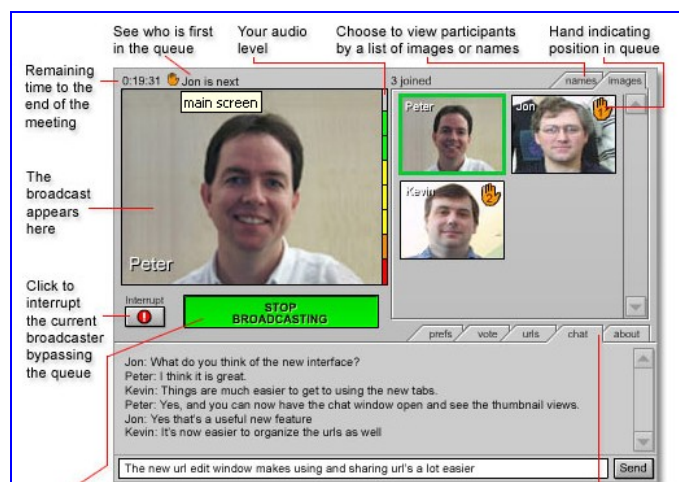 See who is first
in the queue
Your audio
level
Choose to view participants
by a list of images or names
Hand indicating
position in queue
Remaining
time to the
end of the
meeting
0:19:31 Jon is next
3 joined
names
images
main screen
Peter
Jon
1
Kevin
2
The
broadcast
appears
here
Peter
Click to
interrupt
the current
broadcaster
bypassing
the queue
Interrupt
STOP
BROADCASTING
prefs
vote
urls
chat
about
Jon: What do you think of the new interface?
Peter: I think it is great.
Kevin: Things are much easier to get to using the new tabs.
Peter: Yes, and you can now have the chat window open and see the thumbnail views.
Jon: Yes that's a useful new feature
Kevin: It's now easier to organize the urls as well
The new url edit window makes using and sharing url's a lot easier
Send